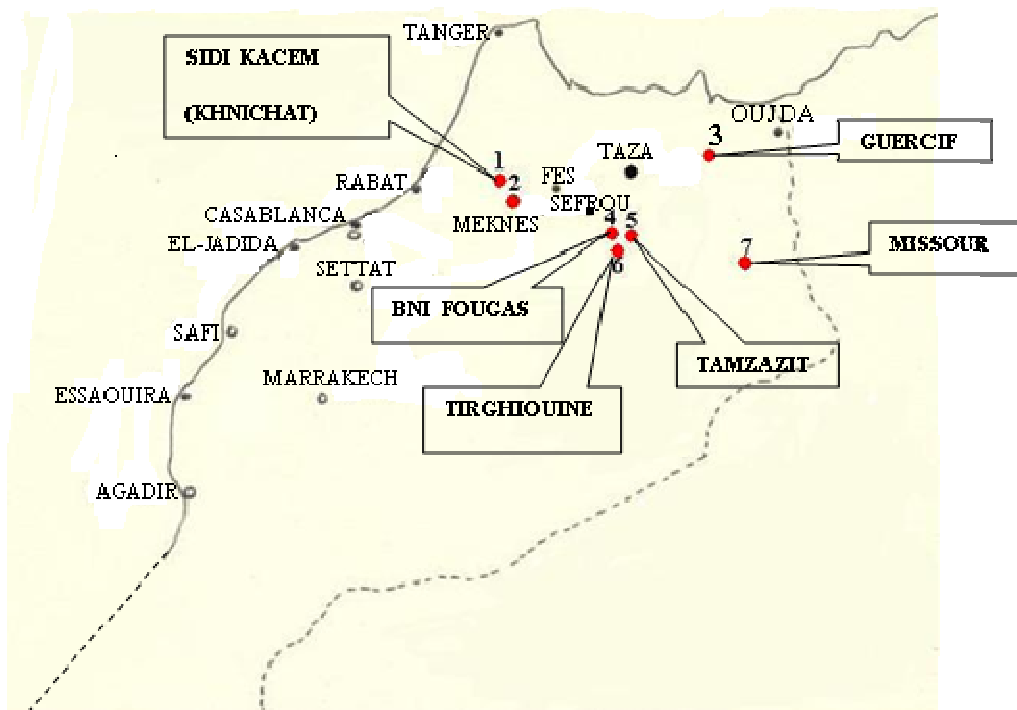 TANGER
SIDI KACEM
(KHNICHAT)
OUJDA
3
GUERCIF
TAZA
1
FES
RABAT
2
SEFROU
CASABLANCA
MEKNES
4
5
EL-JADIDA
7
MISSOUR
SETTAT
6
BNI FOUGAS
SAFI
TAMZAZIT
MARRAKECH
ESSAOUIRA
TIRGHIOUINE
AGADIR